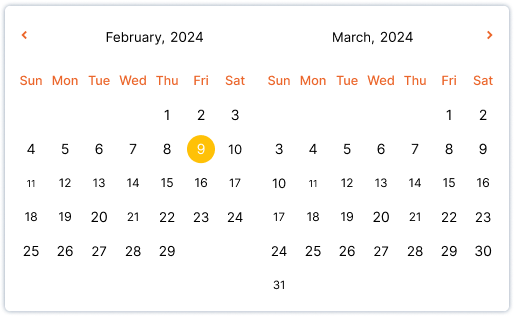 February, 2024
Sun Mon Tue Wed Thu Fri Sat
1 2 3
4 5 6 7 8 9 10
11 12 13 14 15 16 17
18 19 20 21 22 23 24
25 26 27 28 29
March, 2024
Sun Mon Tue Wed Thu Fri Sat
1 2
3 4 5 6 7 8 9
10 11 12 13 14 15 16
17 18 19 20 21 22 23
24 25 26 27 28 29 30
31